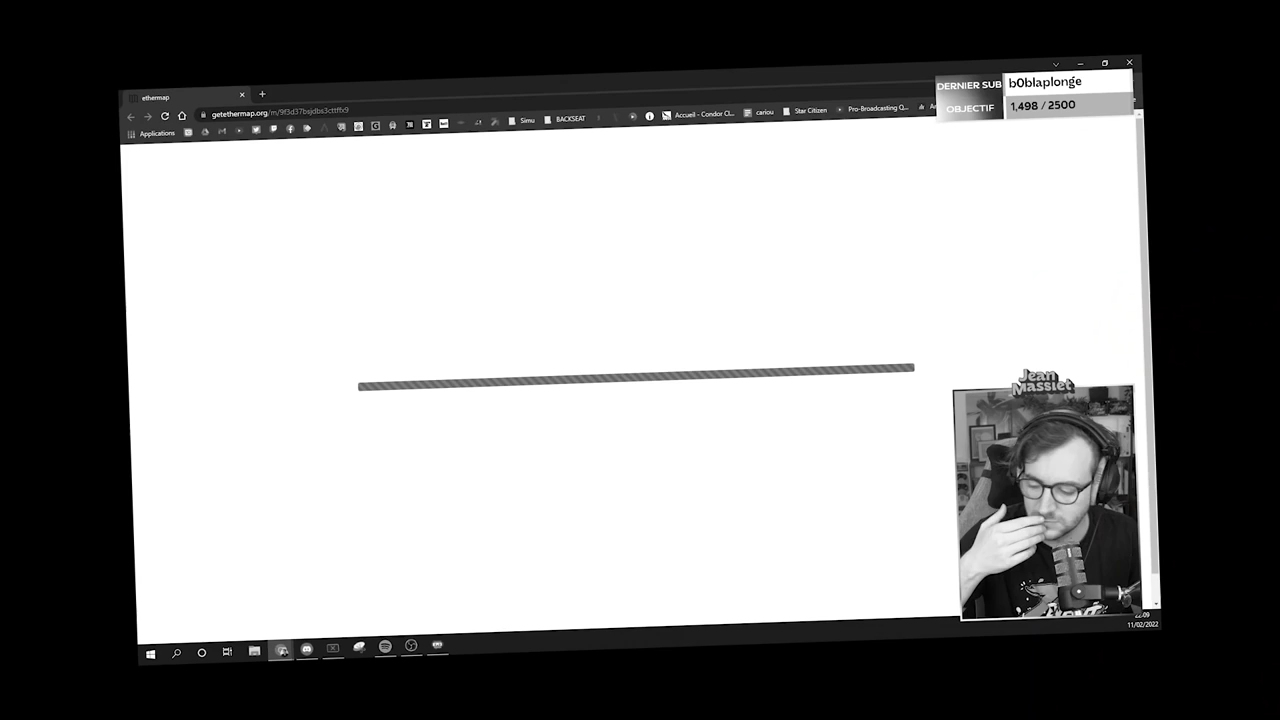 ethermap
getethermap.org/m/9f3d37bsjdbs3cttffx9
Applications
Simu
BACKSEAT
Accueil - Condor Cl...
cariou
Star Citizen
Pro-Broadcasting Q...
DERNIER SUB
b0blaplonge
OBJECTIF
1,498 / 2500
Jean
Massiet
11/02/2022